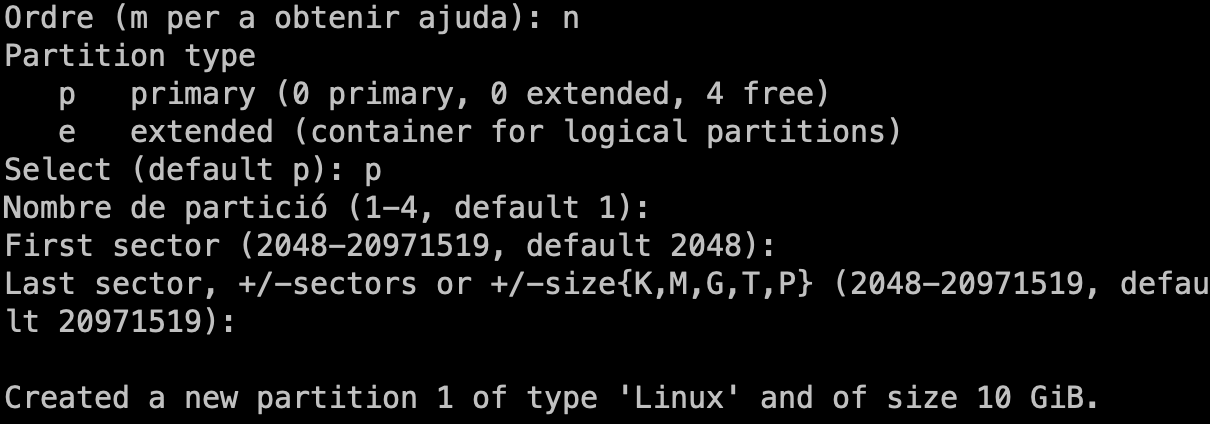 Ordre (m per a obtenir ajuda): n
Partition type
   p   primary (0 primary, 0 extended, 4 free)
   e   extended (container for logical partitions)
Select (default p): p
Nombre de partició (1-4, default 1):
First sector (2048-20971519, default 2048):
Last sector, +/-sectors or +/-size{K,M,G,T,P} (2048-20971519, defau
lt 20971519):

Created a new partition 1 of type 'Linux' and of size 10 GiB.